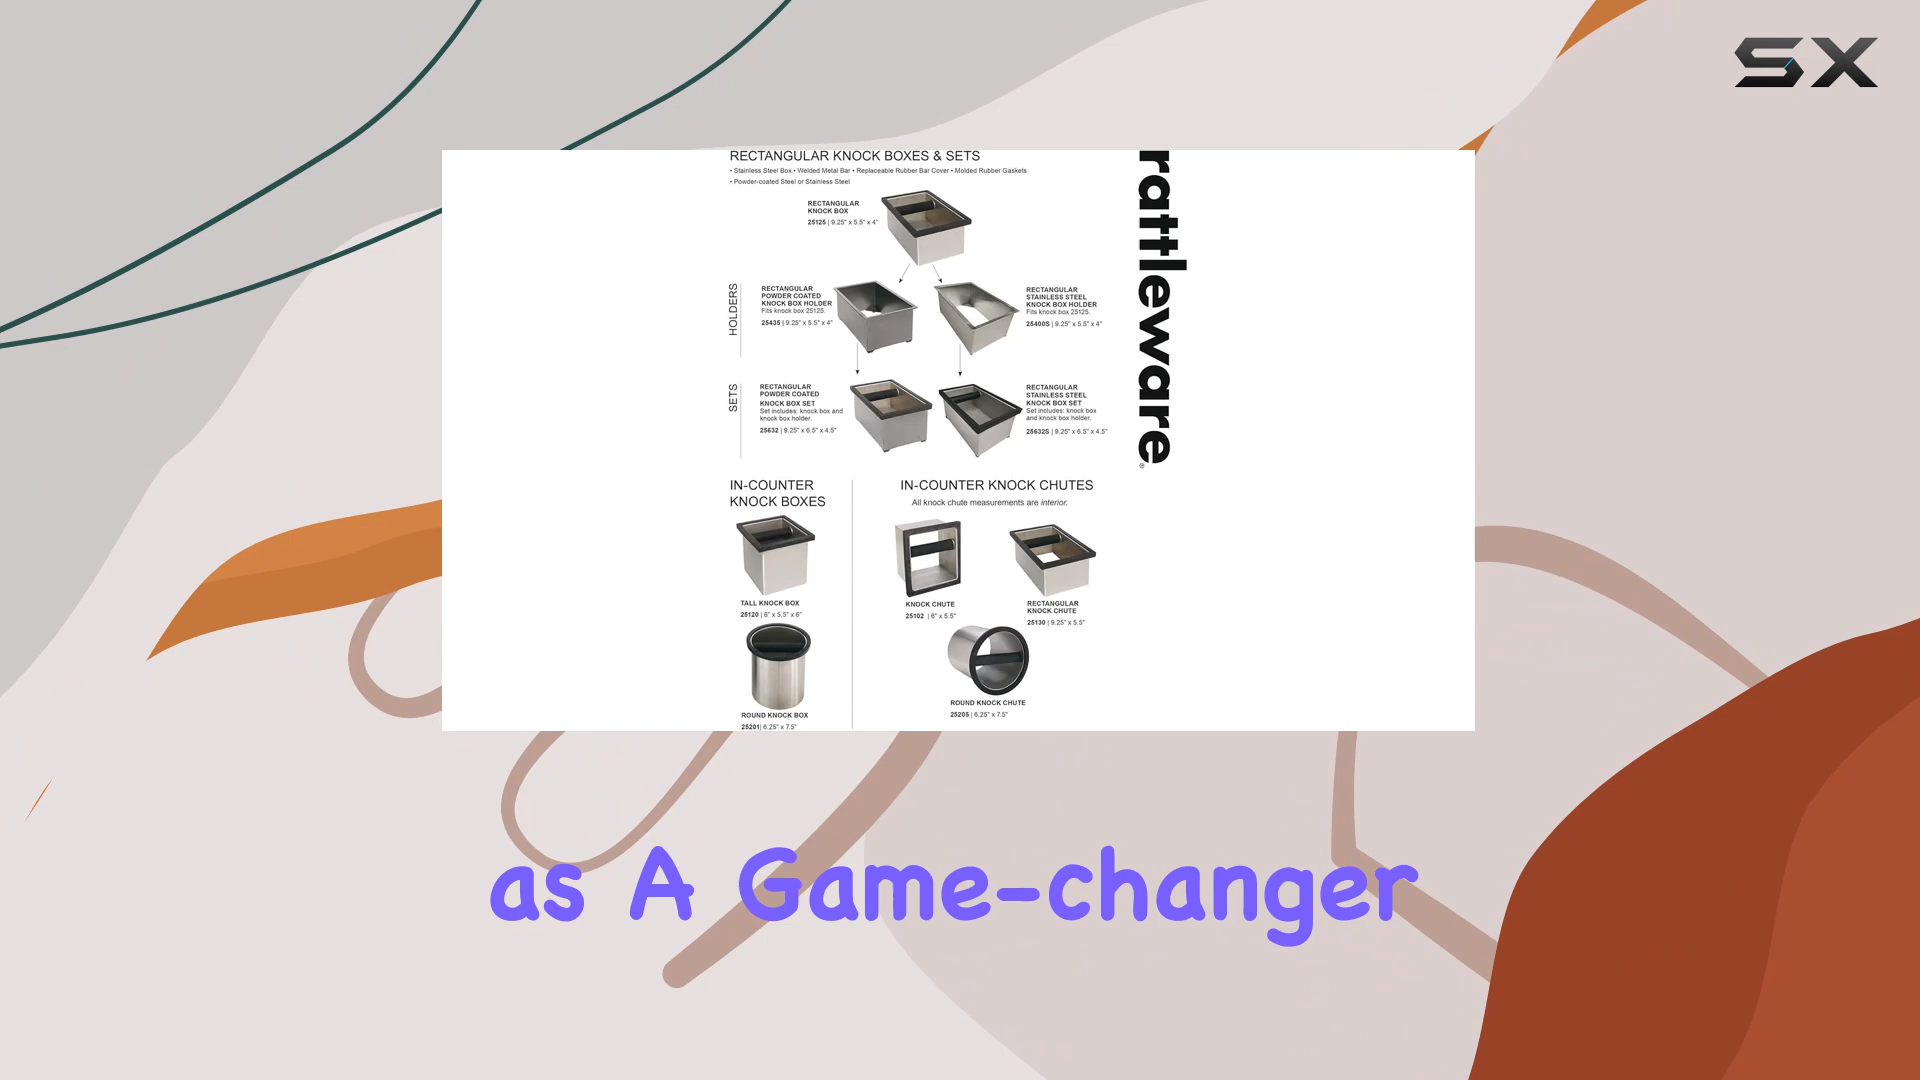 SX
RECTANGULAR KNOCK BOXES & SETS
• Stainless Steel Box • Welded Metal Bar • Replaceable Rubber Bar Cover • Molded Rubber Gaskets
• Powder-coated Steel or Stainless Steel
RECTANGULAR
KNOCK BOX
25125 | 9.25" x 5.5" x 4"
HOLDERS
RECTANGULAR
POWDER COATED
KNOCK BOX HOLDER
Fits knock box 25125.
25435 | 9.25" x 5.5" x 4"
RECTANGULAR
STAINLESS STEEL
KNOCK BOX HOLDER
Fits knock box 25125.
25400S | 9.25" x 5.5" x 4"
SETS
RECTANGULAR
POWDER COATED
KNOCK BOX SET
Set includes: knock box and
knock box holder.
25632 | 9.25" x 6.5" x 4.5"
RECTANGULAR
STAINLESS STEEL
KNOCK BOX SET
Set includes: knock box
and knock box holder.
25632S | 9.25" x 6.5" x 4.5"
rattleware®
IN-COUNTER
KNOCK BOXES
TALL KNOCK BOX
25120 | 6" x 5.5" x 6"
ROUND KNOCK BOX
25201| 6.25" x 7.5"
IN-COUNTER KNOCK CHUTES
All knock chute measurements are interior.
KNOCK CHUTE
25102 | 6" x 5.5"
RECTANGULAR
KNOCK CHUTE
25130 | 9.25" x 5.5"
ROUND KNOCK CHUTE
25205 | 6.25" x 7.5"
as A Game-changer